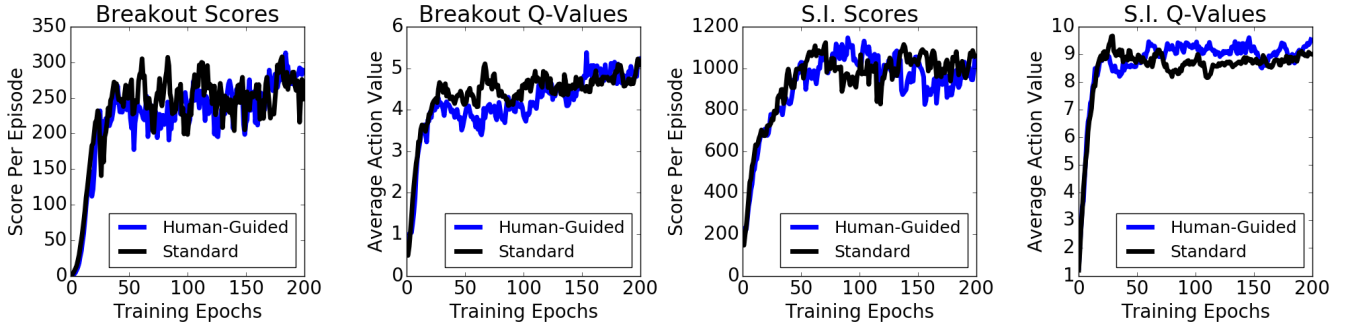 Breakout Scores
350
300
250
200
150
100
50
0
0
50
100
150
200
Score Per Episode
Training Epochs
Human-Guided
Standard
Breakout Q-Values
6
5
4
3
2
1
0
0
50
100
150
200
Average Action Value
Training Epochs
Human-Guided
Standard
S.I. Scores
1200
1000
800
600
400
200
0
0
50
100
150
200
Score Per Episode
Training Epochs
Human-Guided
Standard
S.I. Q-Values
10
9
8
7
6
5
4
3
2
1
0
50
100
150
200
Average Action Value
Training Epochs
Human-Guided
Standard